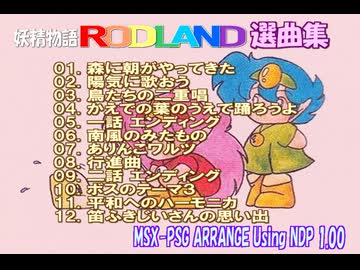 妖精物語 RODLAND 選曲集
01. 森に朝がやってきた
02. 陽気に歌おう
03. 鳥たちの二重唱
04. かえでの葉のうえで踊ろうよ
05. 一話 エンディング
06. 南風のみたもの
07. ありんこワルツ
08. 行進曲
09. 二話 エンディング
10. ボスのテーマ3
11. 平和へのハーモニカ
12. 笛ふきじいさんの思い出
MSX-PSG ARRANGE Using NDP 1.00